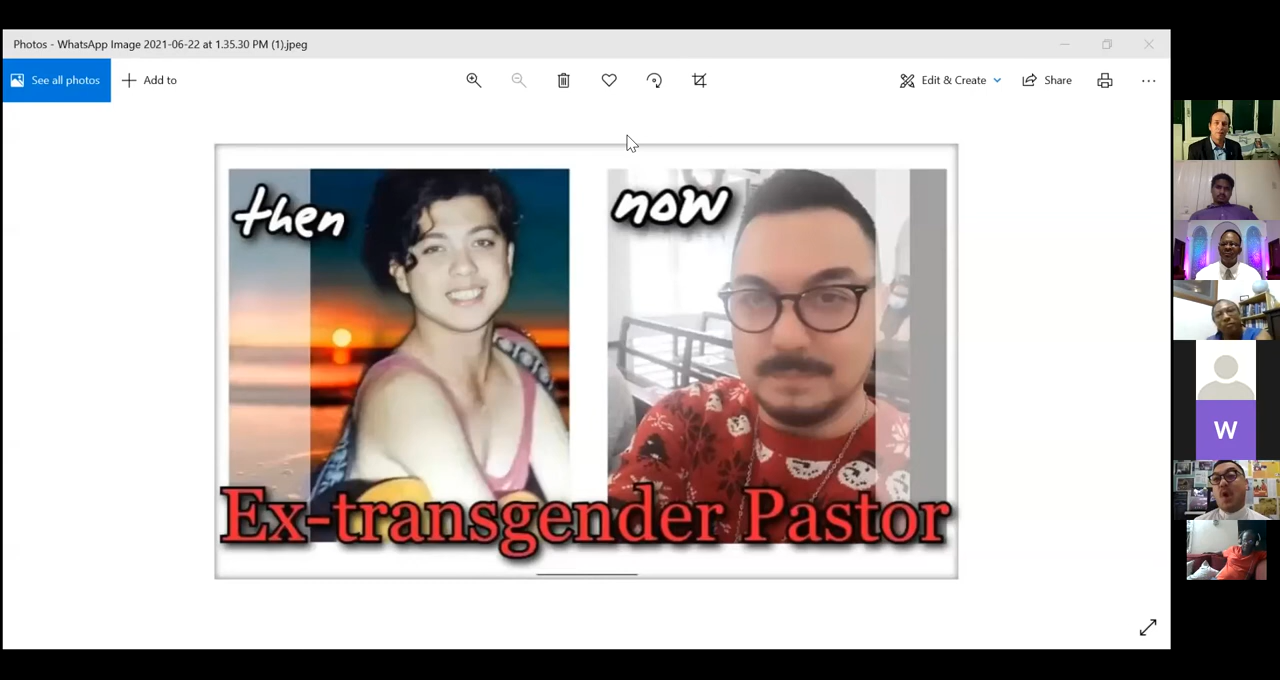 Photos - WhatsApp Image 2021-06-22 at 1.35.30 PM (1).jpeg
See all photos
Add to
Edit & Create
Share
then
now
Ex-transgender Pastor
W